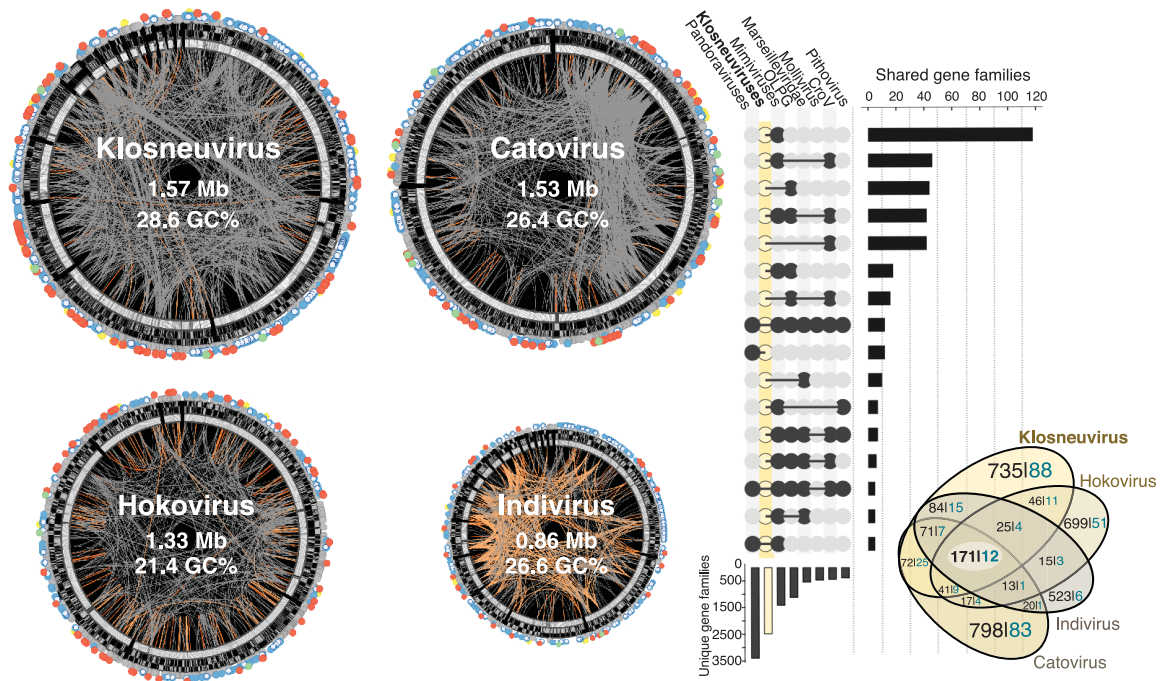 Klosneuvirus
1.57 Mb
28.6 GC%
Catovirus
1.53 Mb
26.4 GC%
Hokovirus
1.33 Mb
21.4 GC%
Indivirus
0.86 Mb
26.6 GC%
Pandoraviruses
Klosneuviruses
Mimiviruses
OLPG
Marseilleviridae
Mollivirus
CroV
Pithovirus
Shared gene families
0 20 40 60 80 100 120
Unique gene families
0
500
1500
2500
3500
Klosneuvirus
735|88
Hokovirus
46|11
84|15
25|4
699|51
71|7
171|12
15|3
72|25
41|9
13|1
523|6
17|4
20|1
Indivirus
798|83
Catovirus